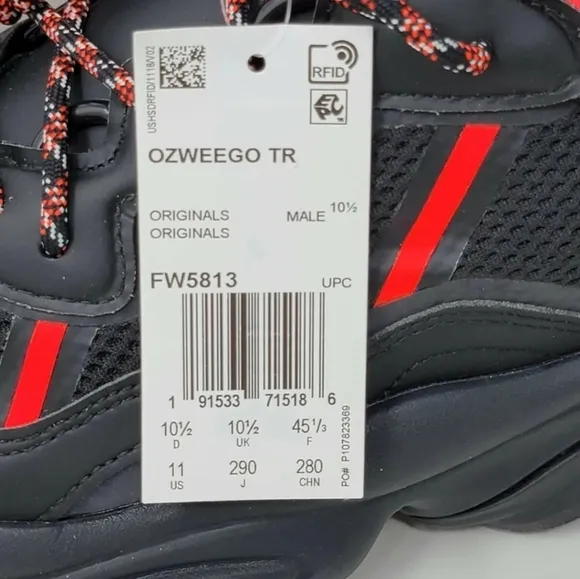 USHSDRFID/1118/V02
RFID
OZWEEGO TR
ORIGINALS MALE 10½
ORIGINALS
FW5813 UPC
1 91533 71518 6
10½ 10½ 45⅓
D UK F
11 290 280
US J CHN
PO# P107823369